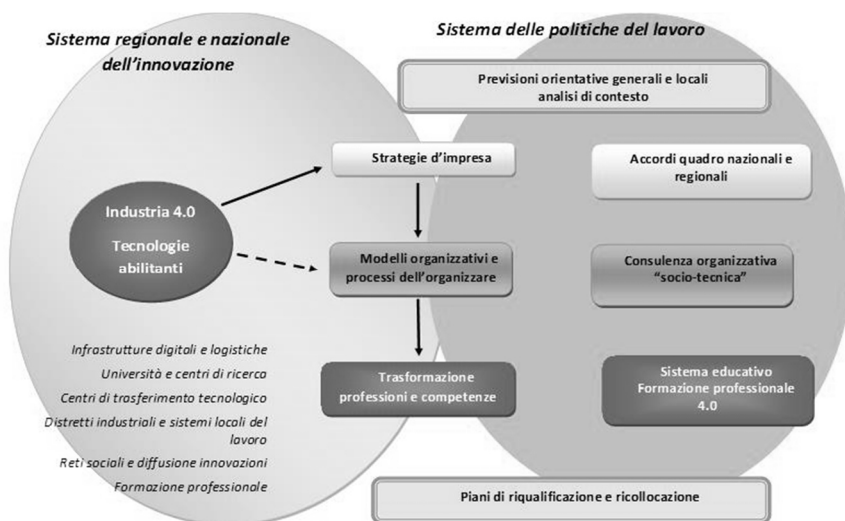 Sistema regionale e nazionale
dell'innovazione
Sistema delle politiche del lavoro
Previsioni orientative generali e locali
analisi di contesto
Strategie d'impresa
Accordi quadro nazionali e
regionali
Industria 4.0
Tecnologie
abilitanti
Modelli organizzativi e
processi dell'organizzare
Consulenza organizzativa
"socio-tecnica"
Infrastrutture digitali e logistiche
Università e centri di ricerca
Centri di trasferimento tecnologico
Distretti industriali e sistemi locali del
lavoro
Reti sociali e diffusione innovazioni
Formazione professionale
Trasformazione
professioni e competenze
Sistema educativo
Formazione professionale
4.0
Piani di riqualificazione e ricollocazione